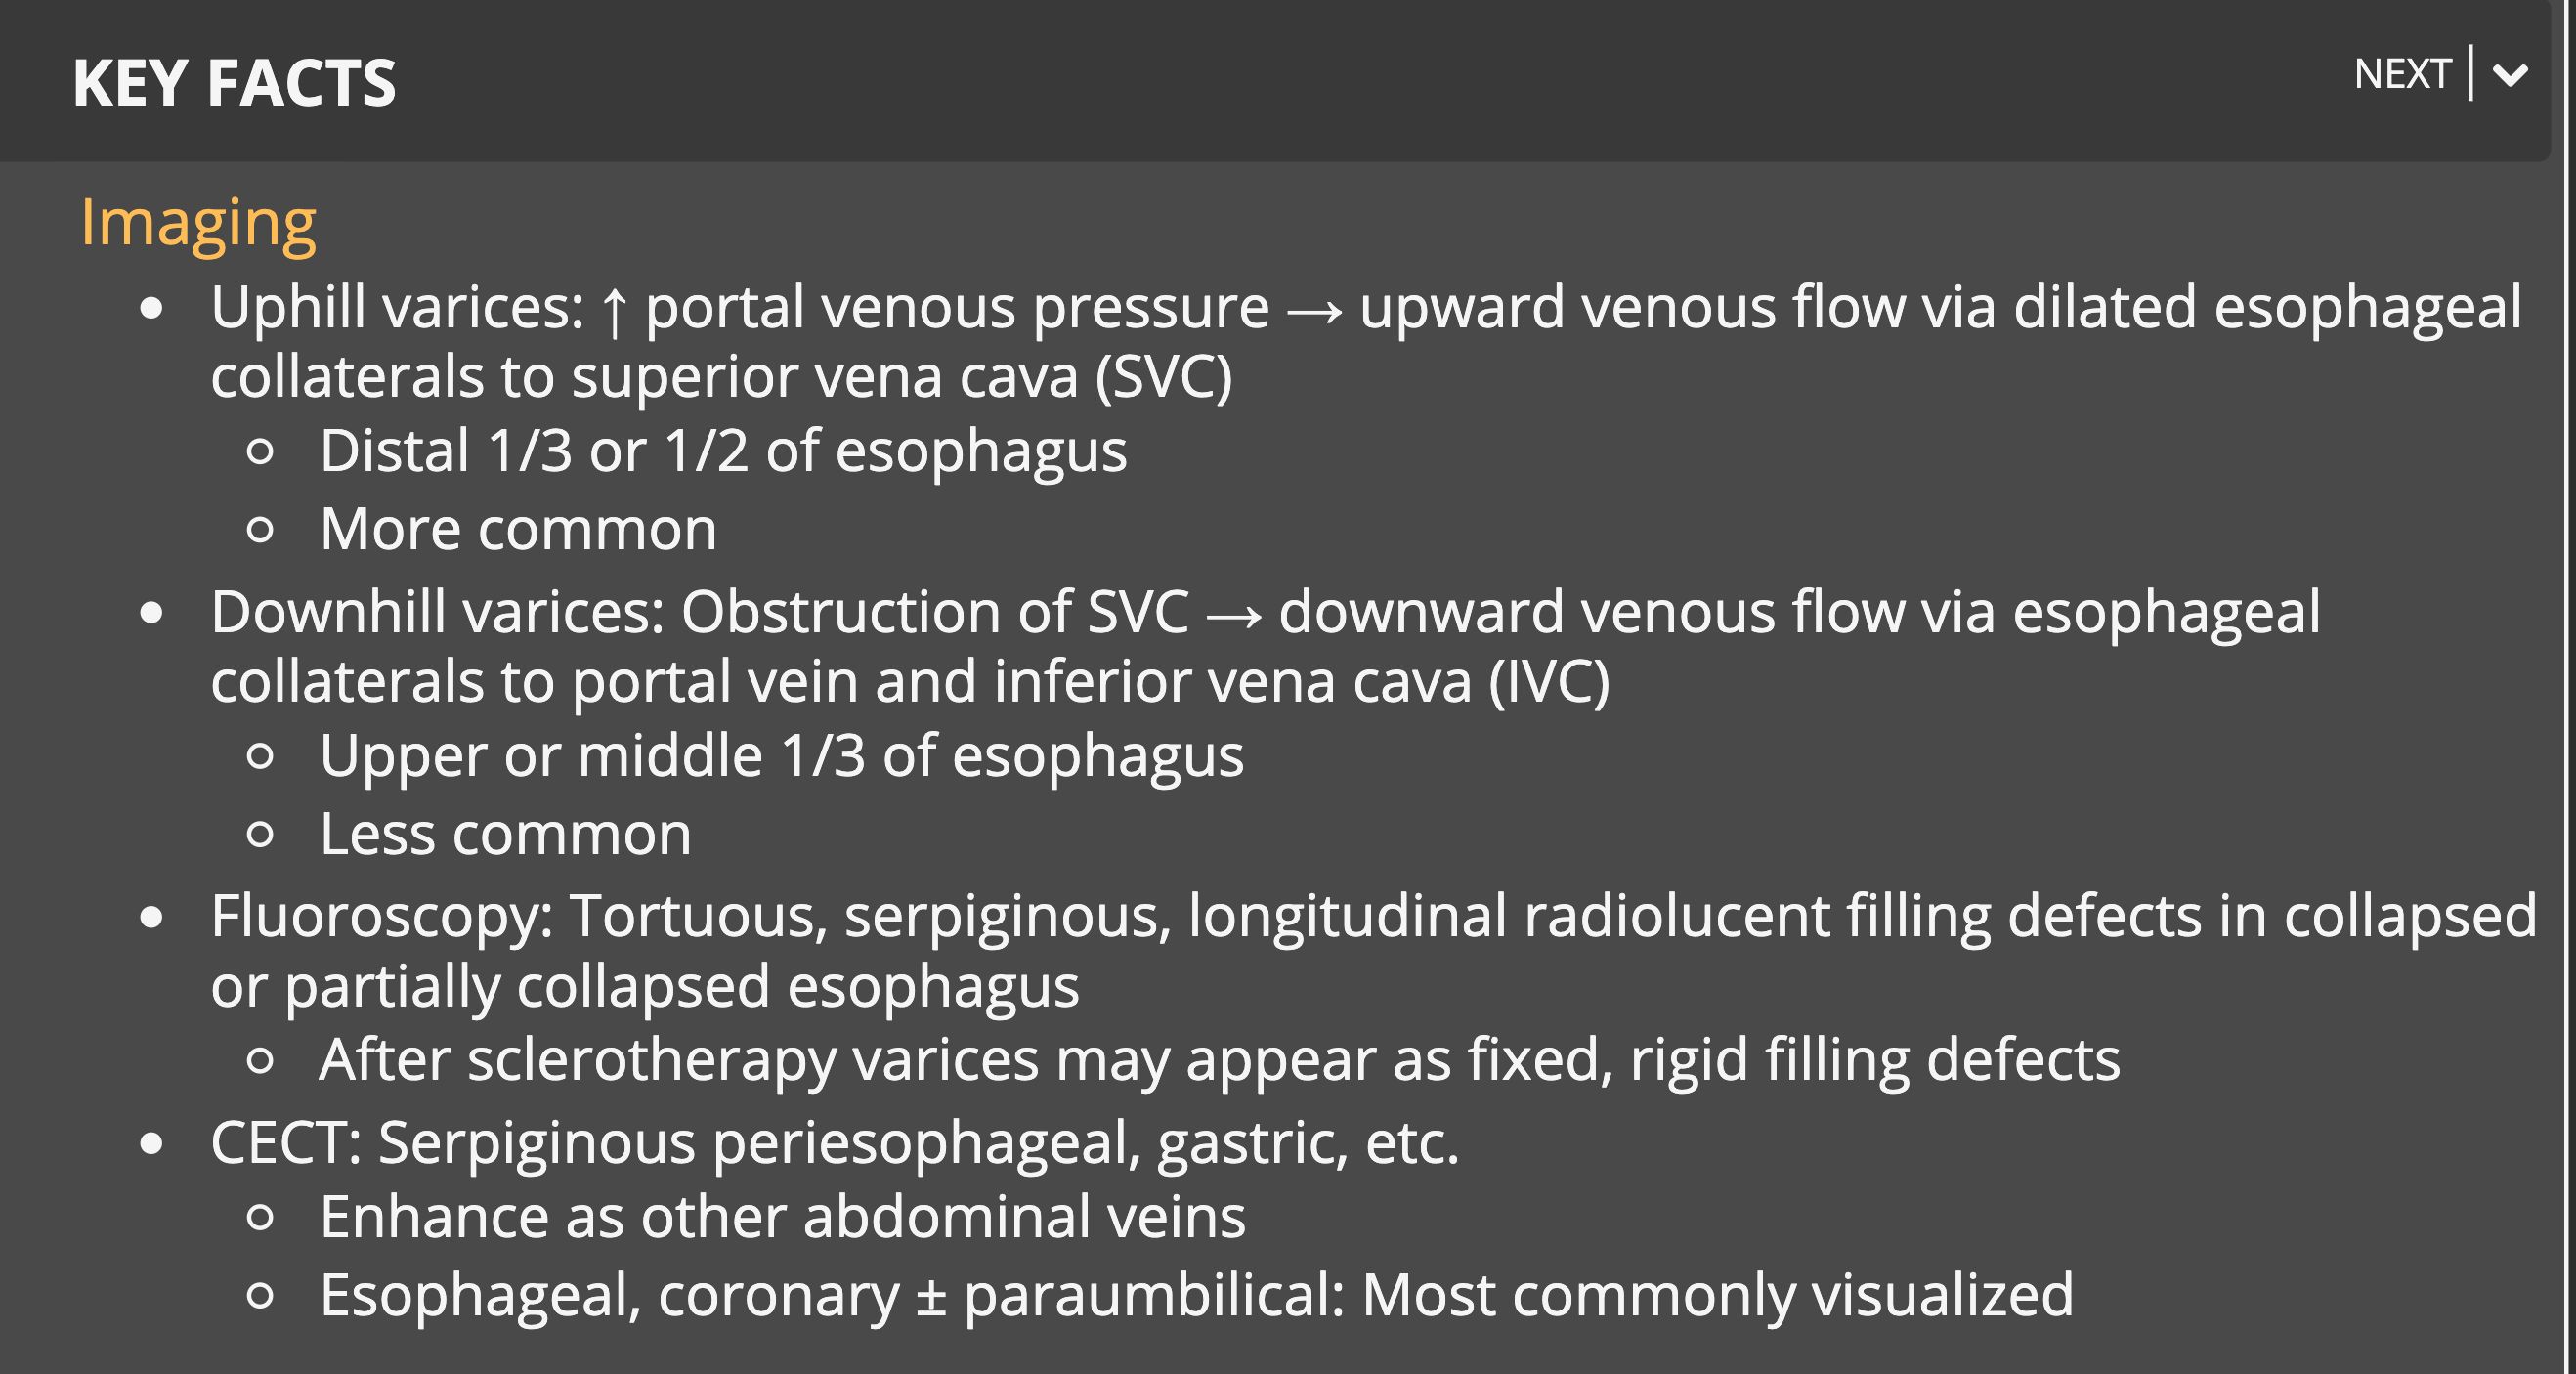 KEY FACTS
NEXT
Imaging
• Uphill varices: ↑ portal venous pressure → upward venous flow via dilated esophageal
collaterals to superior vena cava (SVC)
○ Distal 1/3 or 1/2 of esophagus
○ More common
• Downhill varices: Obstruction of SVC → downward venous flow via esophageal
collaterals to portal vein and inferior vena cava (IVC)
○ Upper or middle 1/3 of esophagus
○ Less common
• Fluoroscopy: Tortuous, serpiginous, longitudinal radiolucent filling defects in collapsed
or partially collapsed esophagus
○ After sclerotherapy varices may appear as fixed, rigid filling defects
• CECT: Serpiginous periesophageal, gastric, etc.
○ Enhance as other abdominal veins
○ Esophageal, coronary ± paraumbilical: Most commonly visualized